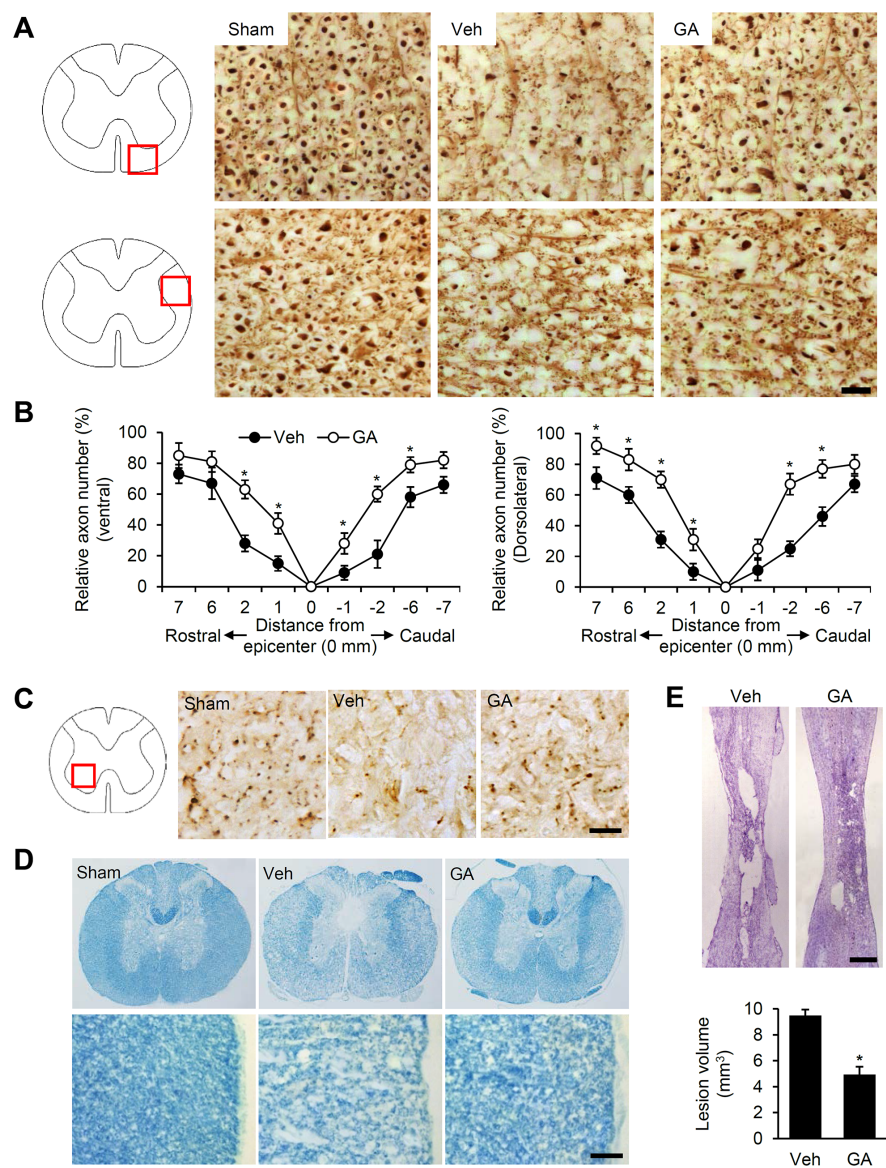 A
Sham
Veh
GA
B
Relative axon number (%)
(ventral)
100
80
60
40
20
0
Veh
GA
*
*
*
*
*
7 6 2 1 0 -1 -2 -6 -7
Rostral
Distance from
epicenter (0 mm)
Caudal
Relative axon number (%)
(Dorsolateral)
100
80
60
40
20
0
*
*
*
*
*
*
7 6 2 1 0 -1 -2 -6 -7
Rostral
Distance from
epicenter (0 mm)
Caudal
C
Sham
Veh
GA
D
Sham
Veh
GA
E
Veh
GA
Lesion volume
(mm³)
10
8
6
4
2
0
*
Veh
GA